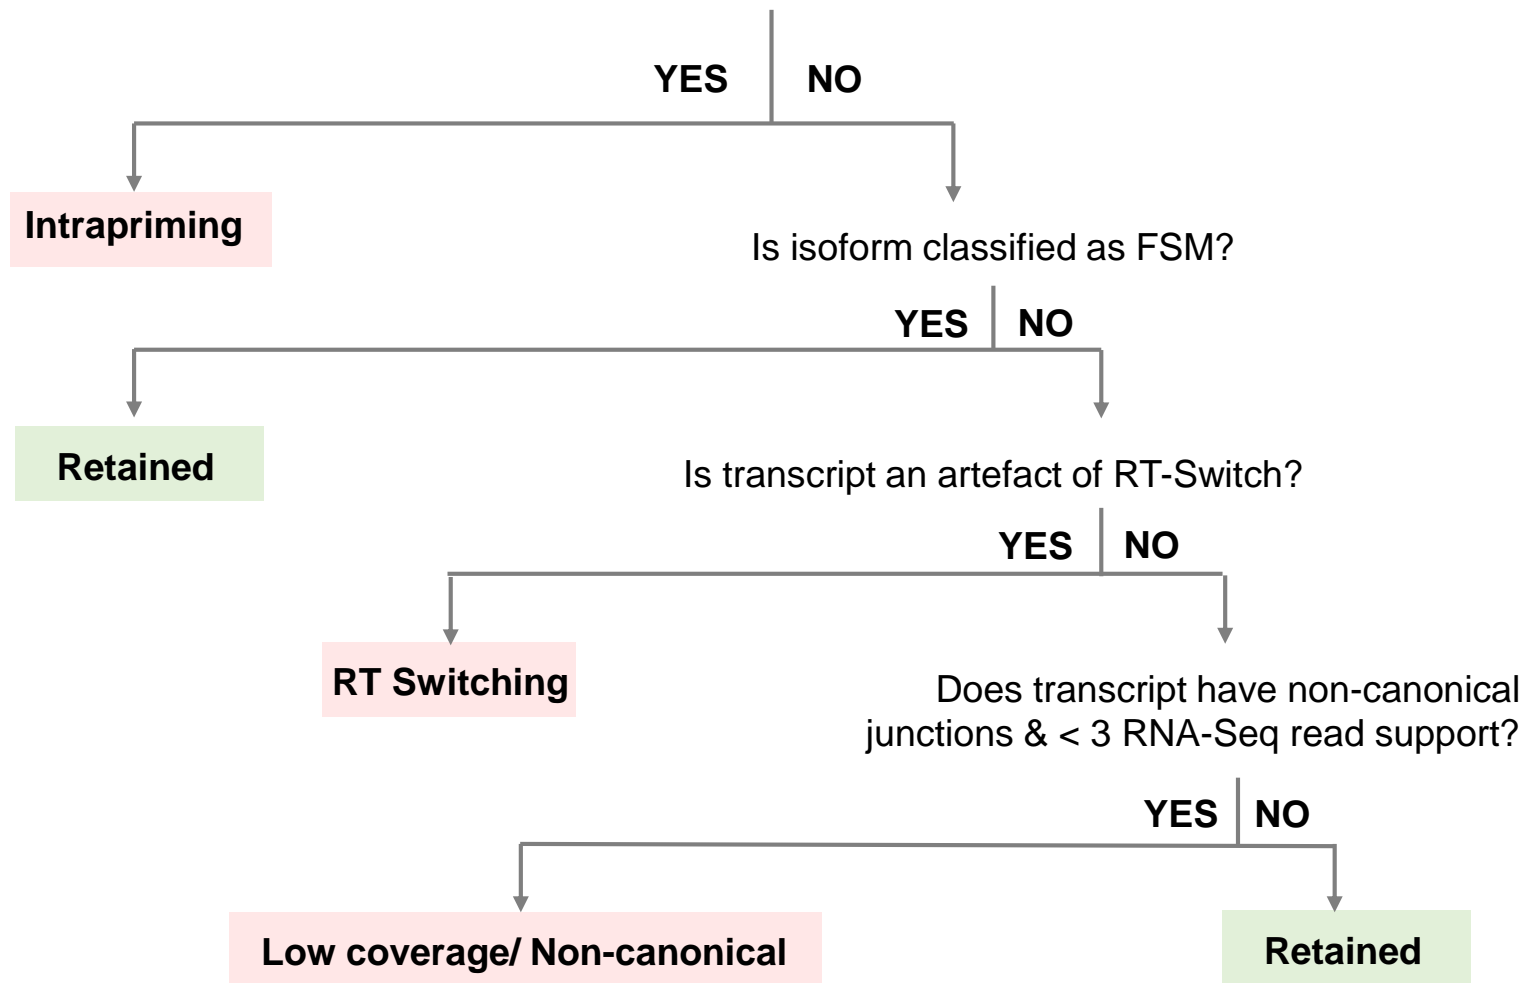 YES NO
Intrapriming
Is isoform classified as FSM?
YES NO
Retained
Is transcript an artefact of RT-Switch?
YES NO
RT Switching
Does transcript have non-canonical
junctions & < 3 RNA-Seq read support?
YES NO
Low coverage/ Non-canonical
Retained